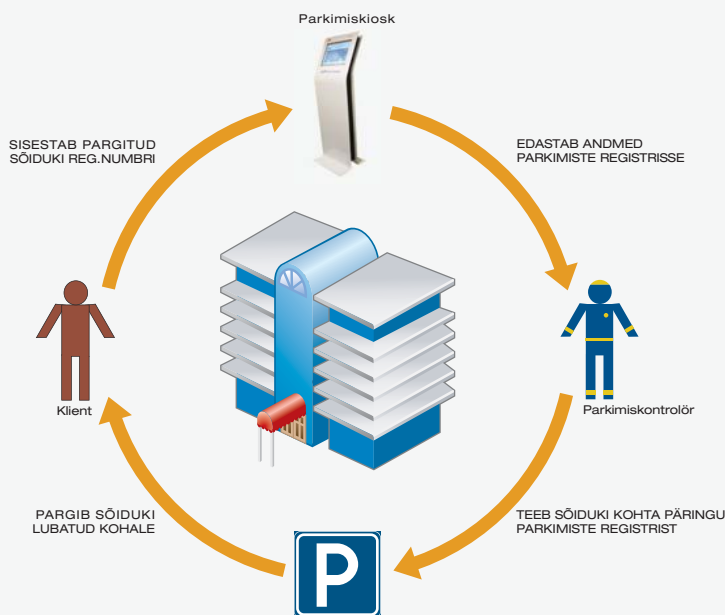 Parkimiskiosk
SISESTAB PARGITUD
SÕIDUKI REG.NUMBRI
EDASTAB ANDMED
PARKIMISTE REGISTRISSE
Klient
Parkimiskontrolör
PARGIB SÕIDUKI
LUBATUD KOHALE
TEEB SÕIDUKI KOHTA PÄRINGU
PARKIMISTE REGISTRIST
P